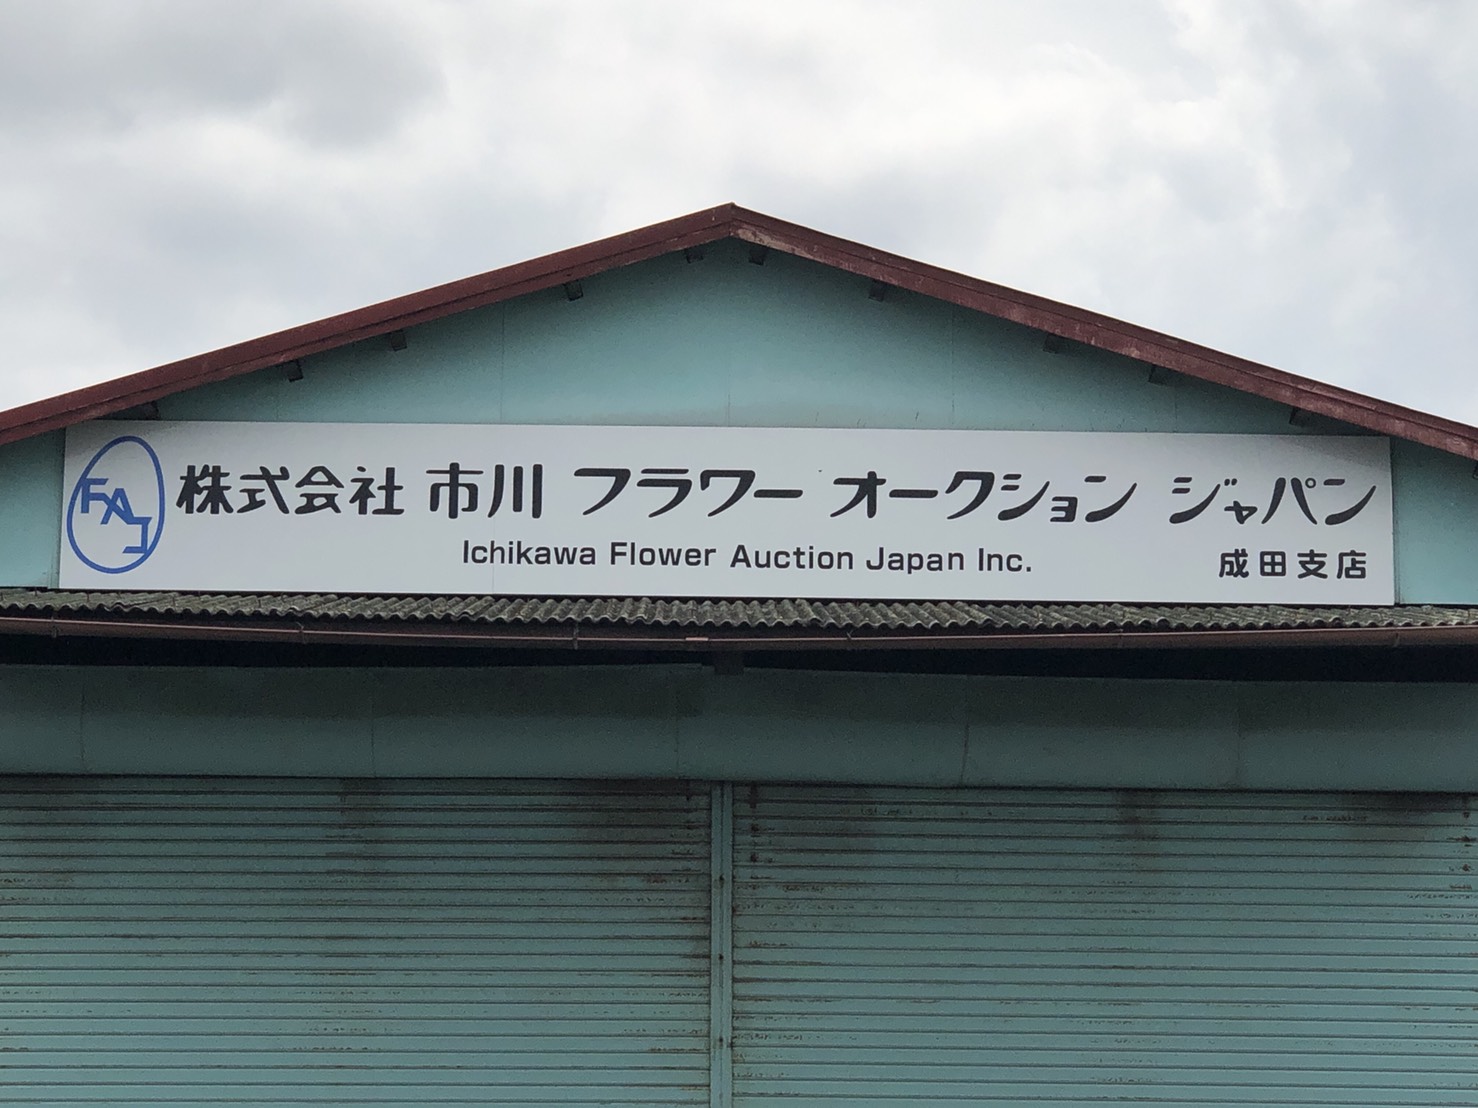 FAJ
株式会社 市川 フラワー オークション ジャパン
Ichikawa Flower Auction Japan Inc.
成田支店